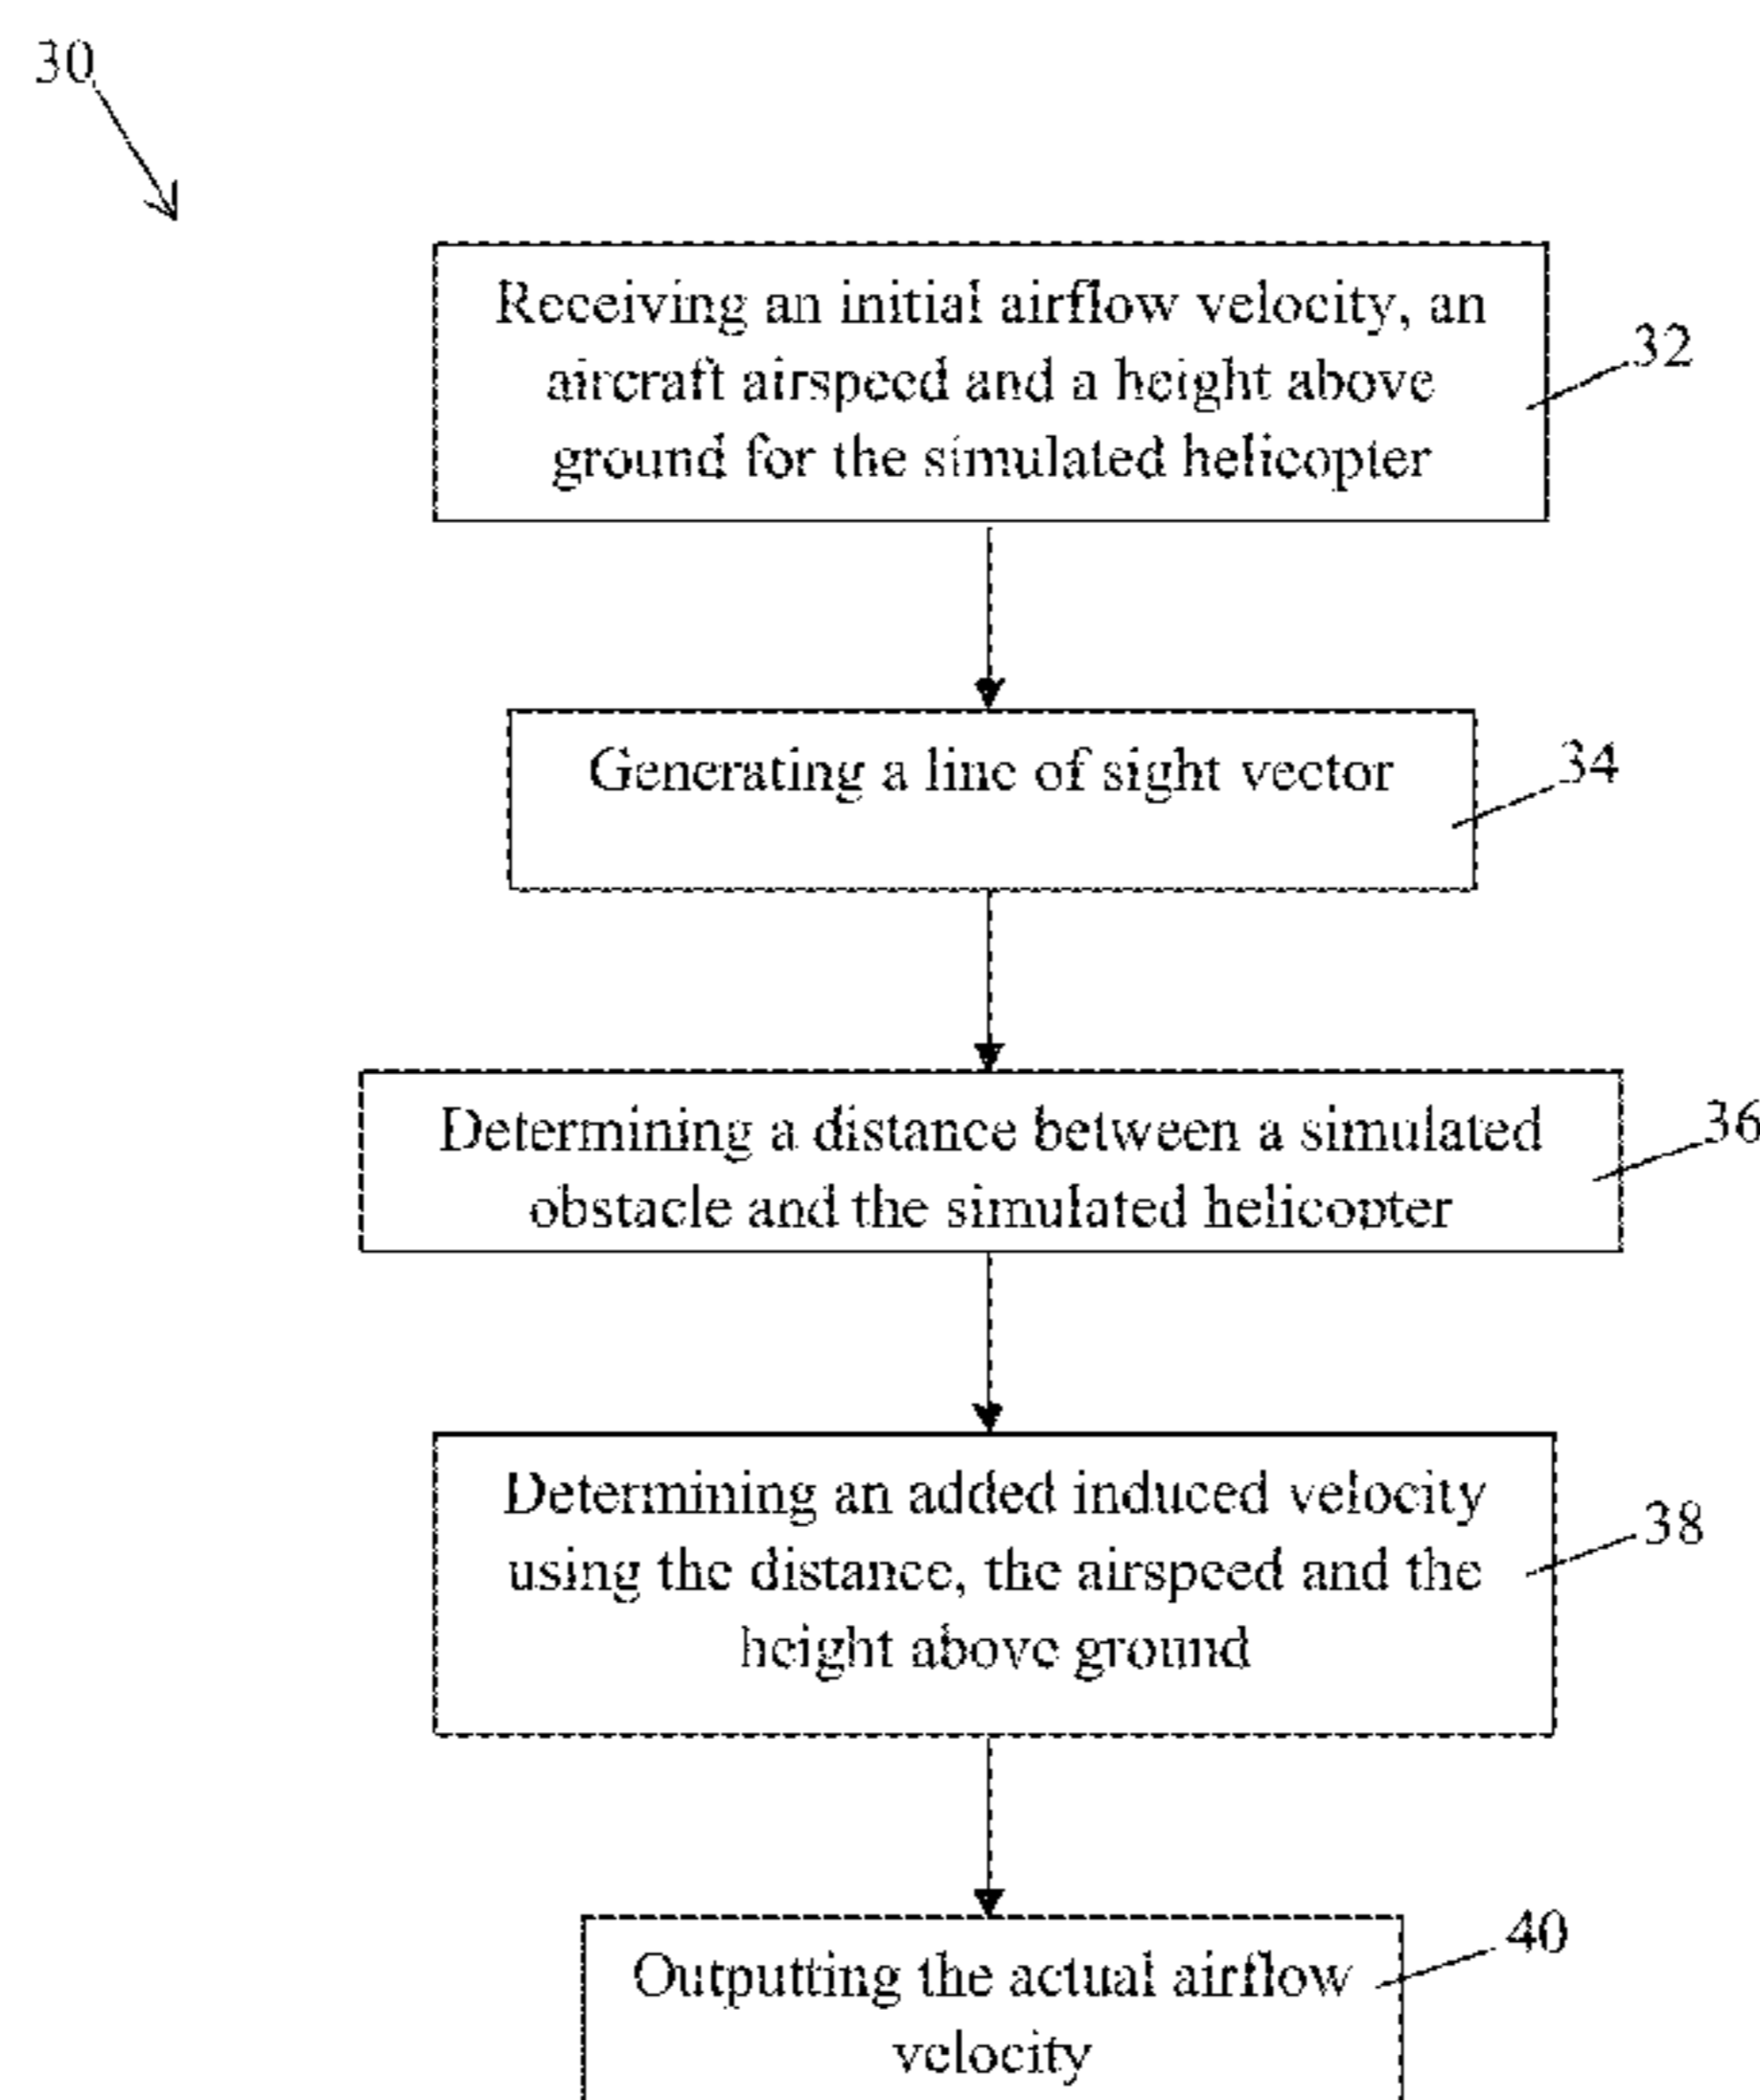 30
Receiving an initial airflow velocity, an
aircraft airspeed and a height above
ground for the simulated helicopter
32
Generating a line of sight vector
34
Determining a distance between a simulated
obstacle and the simulated helicopter
36
Determining an added induced velocity
using the distance, the airspeed and the
height above ground
38
Outputting the actual airflow
velocity
40